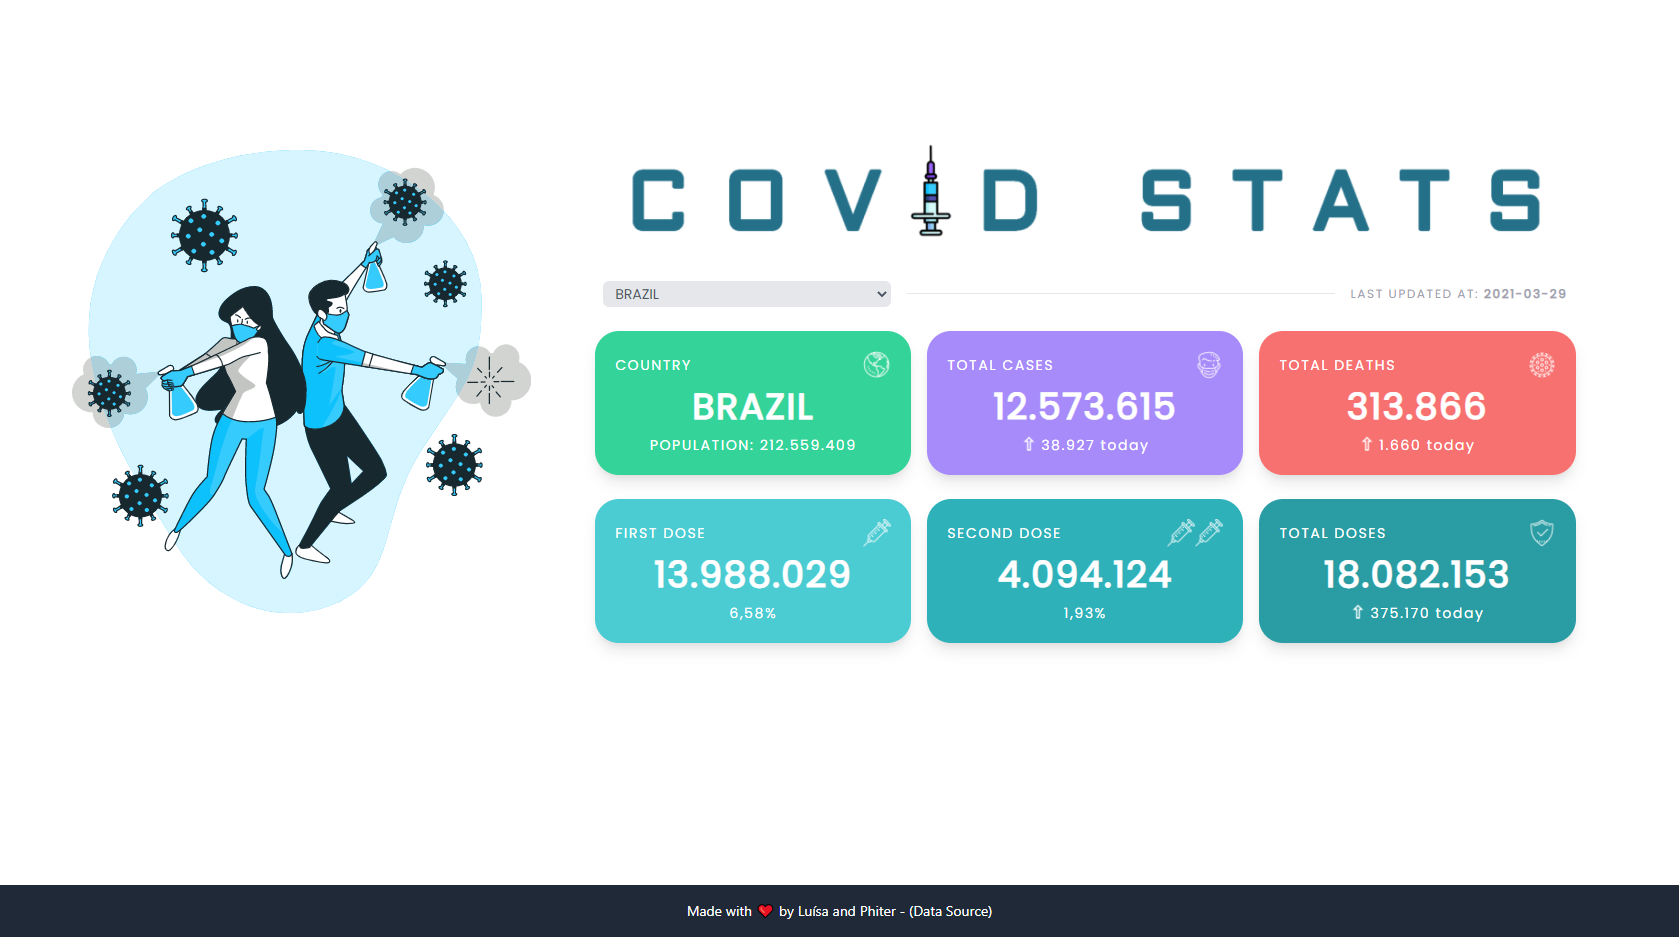 COVID STATS
BRAZIL
LAST UPDATED AT: 2021-03-29
COUNTRY
BRAZIL
POPULATION: 212.559.409
TOTAL CASES
12.573.615
⇧ 38.927 today
TOTAL DEATHS
313.866
⇧ 1.660 today
FIRST DOSE
13.988.029
6,58%
SECOND DOSE
4.094.124
1,93%
TOTAL DOSES
18.082.153
⇧ 375.170 today
Made with ❤️ by Luísa and Phiter - (Data Source)